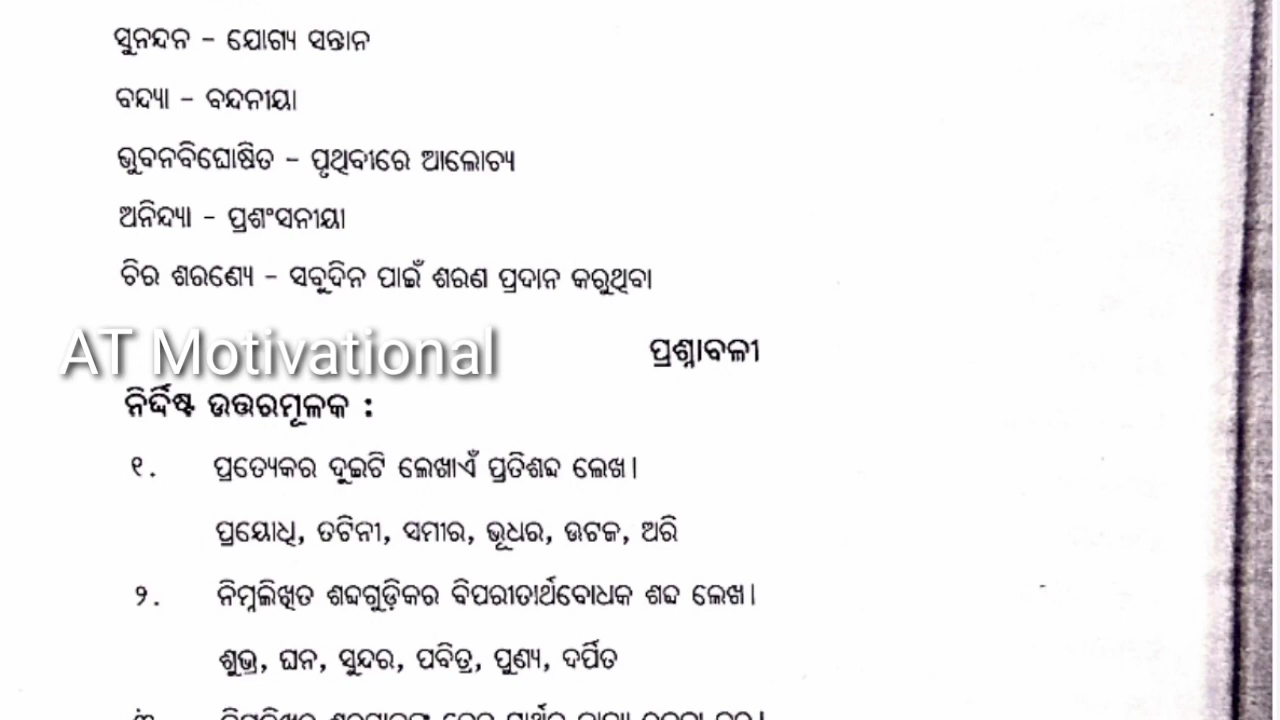 ସୁନନ୍ଦନ – ଯୋଗ୍ୟ ସନ୍ତାନ
ବନ୍ଦ୍ୟା – ବନ୍ଦନୀୟା
ଭୁବନବିଘୋଷିତ – ପୃଥିବୀରେ ଆଲୋଚ୍ୟ
ଅନିନ୍ଦ୍ୟା – ପ୍ରଶଂସନୀୟା
ଚିର ଶରଣ୍ୟେ – ସବୁଦିନ ପାଇଁ ଶରଣ ପ୍ରଦାନ କରୁଥିବା
AT Motivational
ପ୍ରଶ୍ନାବଳୀ
ନିର୍ଦ୍ଦିଷ୍ଟ ଉତ୍ତରମୂଳକ :
୧. ପ୍ରତ୍ୟେକର ଦୁଇଟି ଲେଖାଏଁ ପ୍ରତିଶବ୍ଦ ଲେଖ।
ପ୍ରୟୋଧି, ତଟିନୀ, ସମୀର, ଭୂଧର, ଊଟକ, ଅରି
୨. ନିମ୍ନଲିଖିତ ଶବ୍ଦଗୁଡ଼ିକର ବିପରୀତାର୍ଥବୋଧକ ଶବ୍ଦ ଲେଖ।
ଶୁଭ୍ର, ଘନ, ସୁନ୍ଦର, ପବିତ୍ର, ପୁଣ୍ୟ, ଦର୍ପିତ